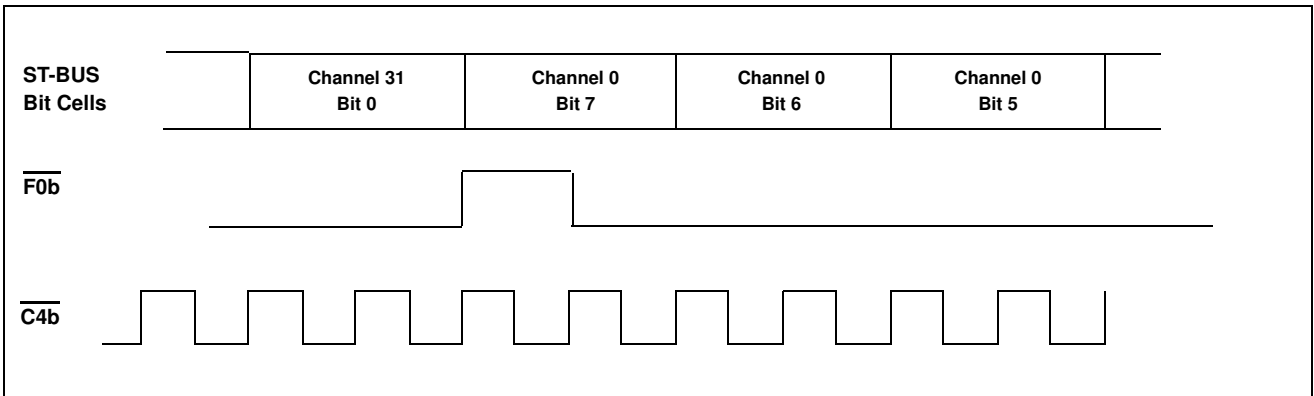 ST-BUS
Bit Cells
Channel 31
Bit 0
Channel 0
Bit 7
Channel 0
Bit 6
Channel 0
Bit 5
F0b
C4b